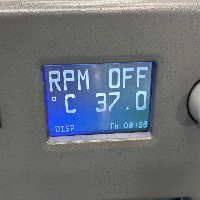 RPM OFF
°C 37.0
DISP Th 08:55